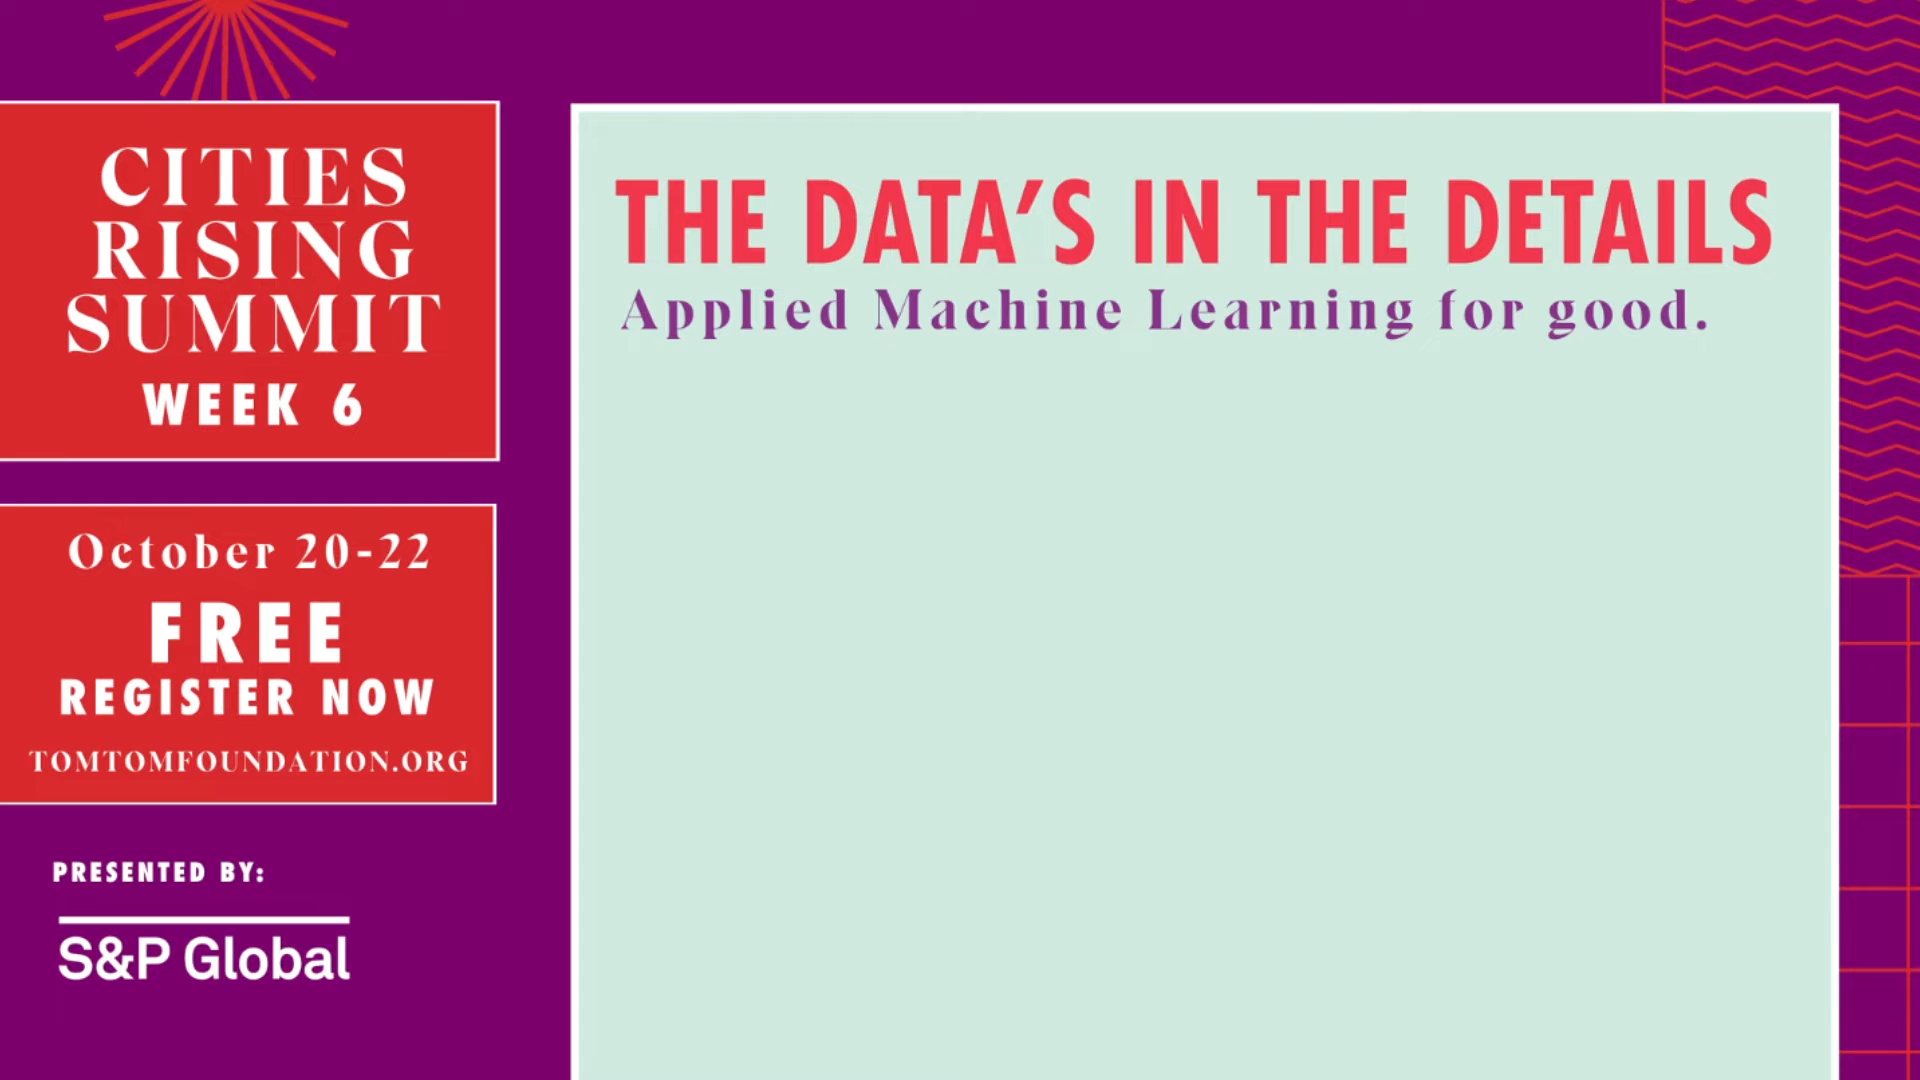 CITIES
RISING
SUMMIT
WEEK 6
October 20-22
FREE
REGISTER NOW
TOMTOMFOUNDATION.ORG
PRESENTED BY:
S&P Global
THE DATA’S IN THE DETAILS
Applied Machine Learning for good.